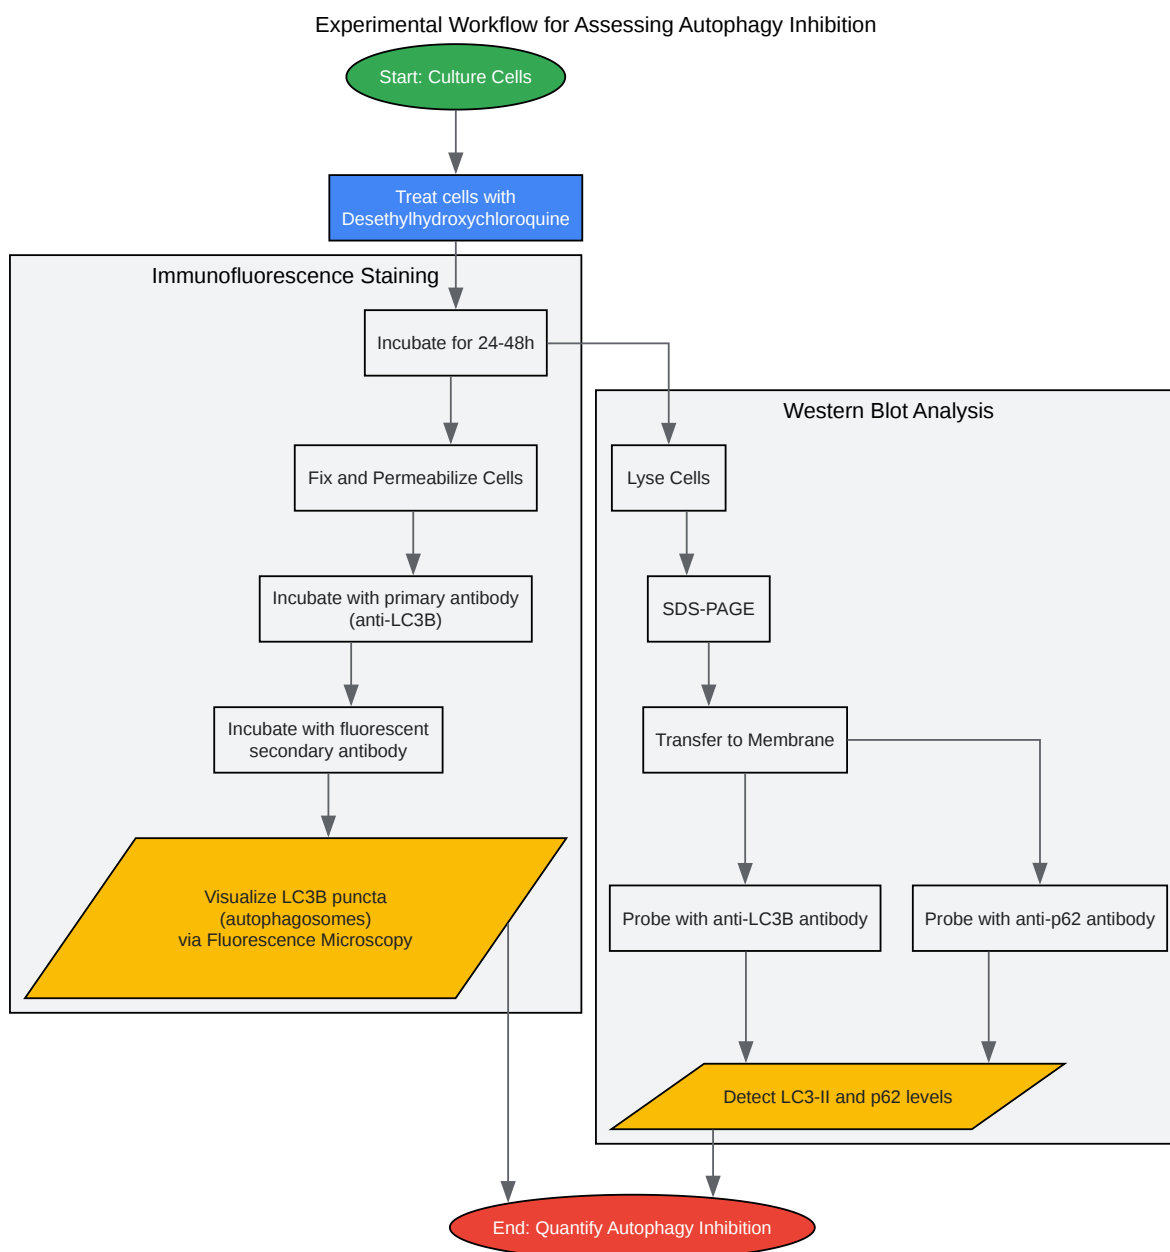 Experimental Workflow for Assessing Autophagy Inhibition
Start: Culture Cells
Treat cells with
Desethylhydroxychloroquine
Immunofluorescence Staining
Incubate for 24-48h
Fix and Permeabilize Cells
Incubate with primary antibody
(anti-LC3B)
Incubate with fluorescent
secondary antibody
Visualize LC3B puncta
(autophagosomes)
via Fluorescence Microscopy
Western Blot Analysis
Lyse Cells
SDS-PAGE
Transfer to Membrane
Probe with anti-LC3B antibody
Probe with anti-p62 antibody
Detect LC3-II and p62 levels
End: Quantify Autophagy Inhibition